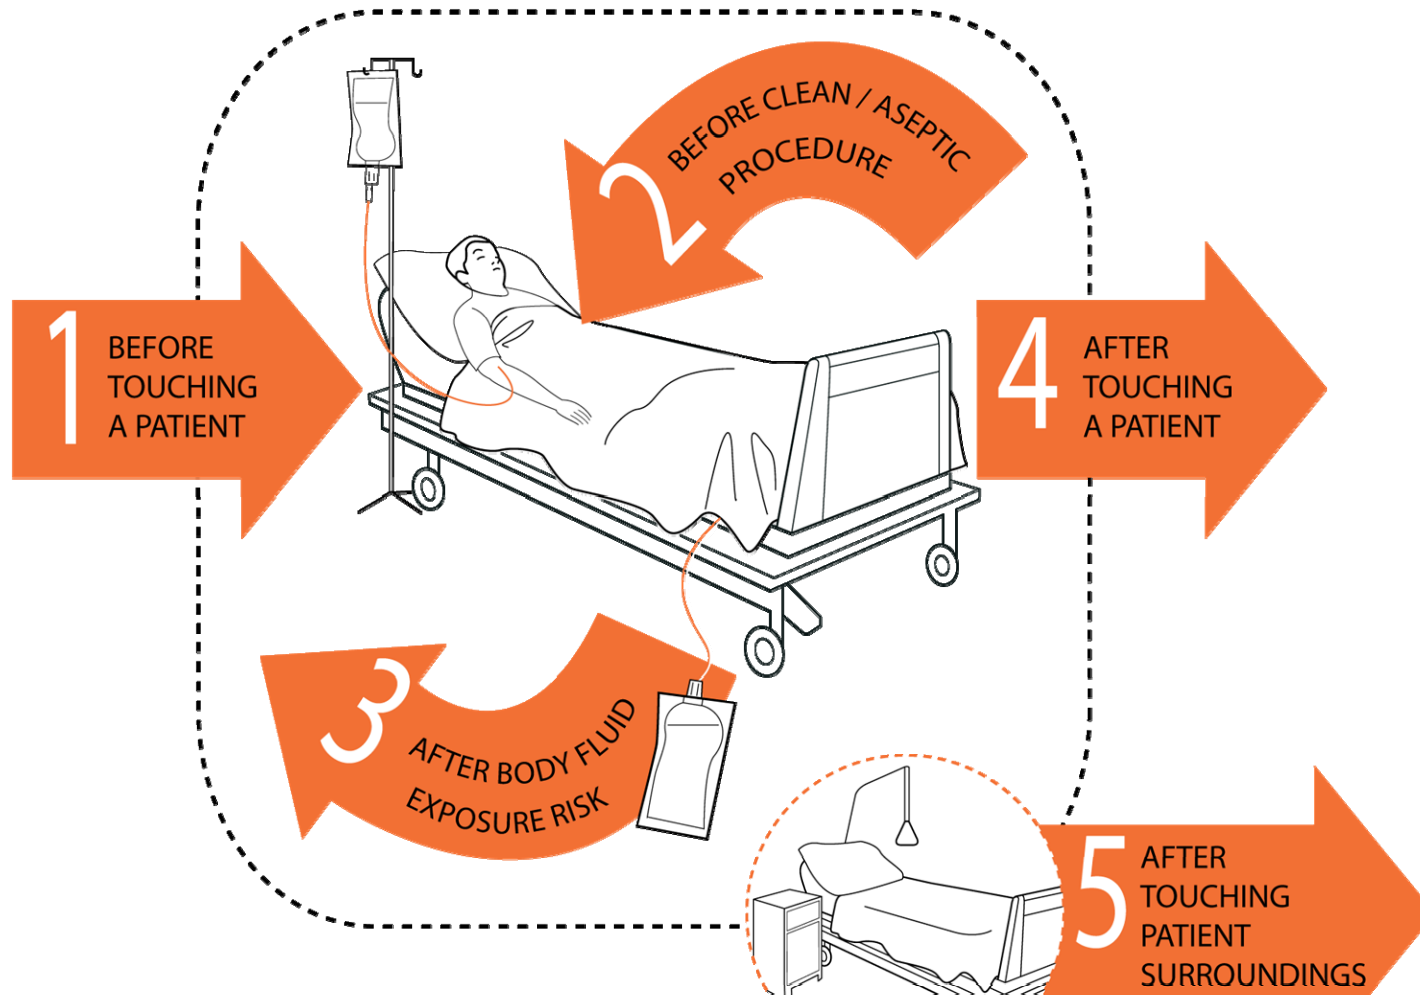 1
BEFORE
TOUCHING
A PATIENT
2
BEFORE CLEAN / ASEPTIC
PROCEDURE
3
AFTER BODY FLUID
EXPOSURE RISK
4
AFTER
TOUCHING
A PATIENT
5
AFTER
TOUCHING
PATIENT
SURROUNDINGS